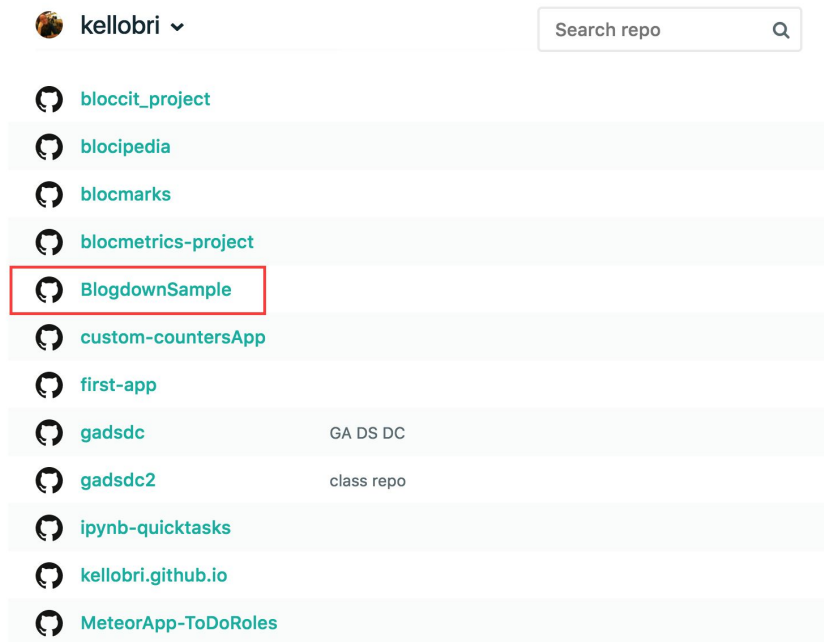 kellobri
Search repo
bloccit_project
blocipedia
blocmarks
blocmetrics-project
BlogdownSample
custom-countersApp
first-app
gadsdc GA DS DC
gadsdc2 class repo
ipynb-quicktasks
kellobri.github.io
MeteorApp-ToDoRoles